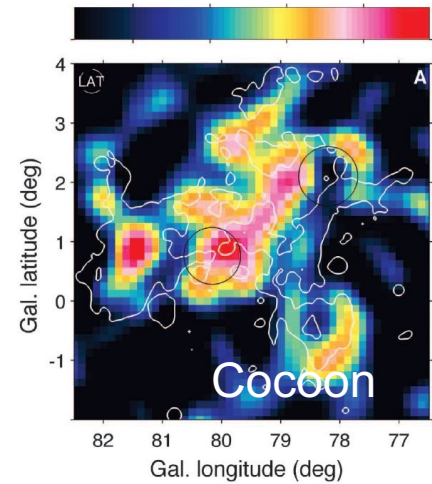 4
LAT
A
3
2
1
0
-1
Gal. latitude (deg)
Cocoon
82 81 80 79 78 77
Gal. longitude (deg)